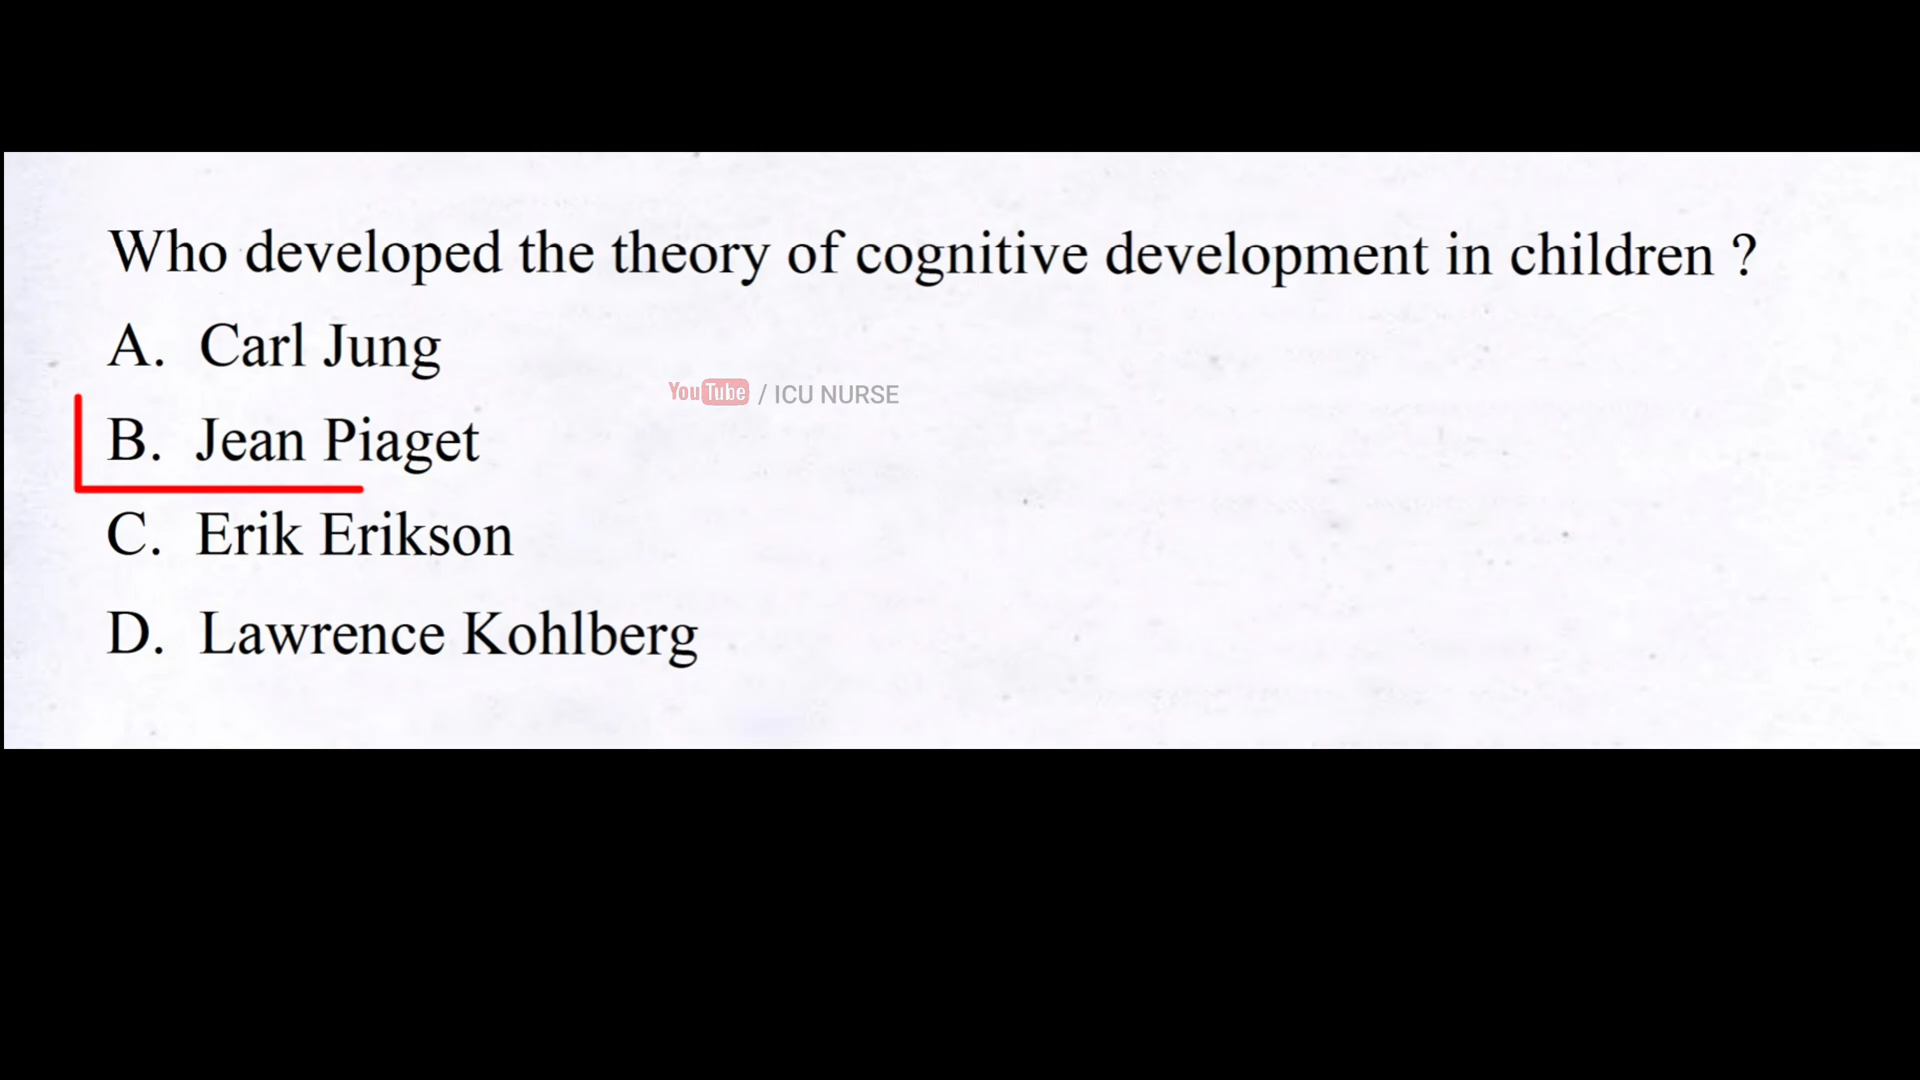 Who developed the theory of cognitive development in children ?
A. Carl Jung
YouTube / ICU NURSE
B. Jean Piaget
C. Erik Erikson
D. Lawrence Kohlberg